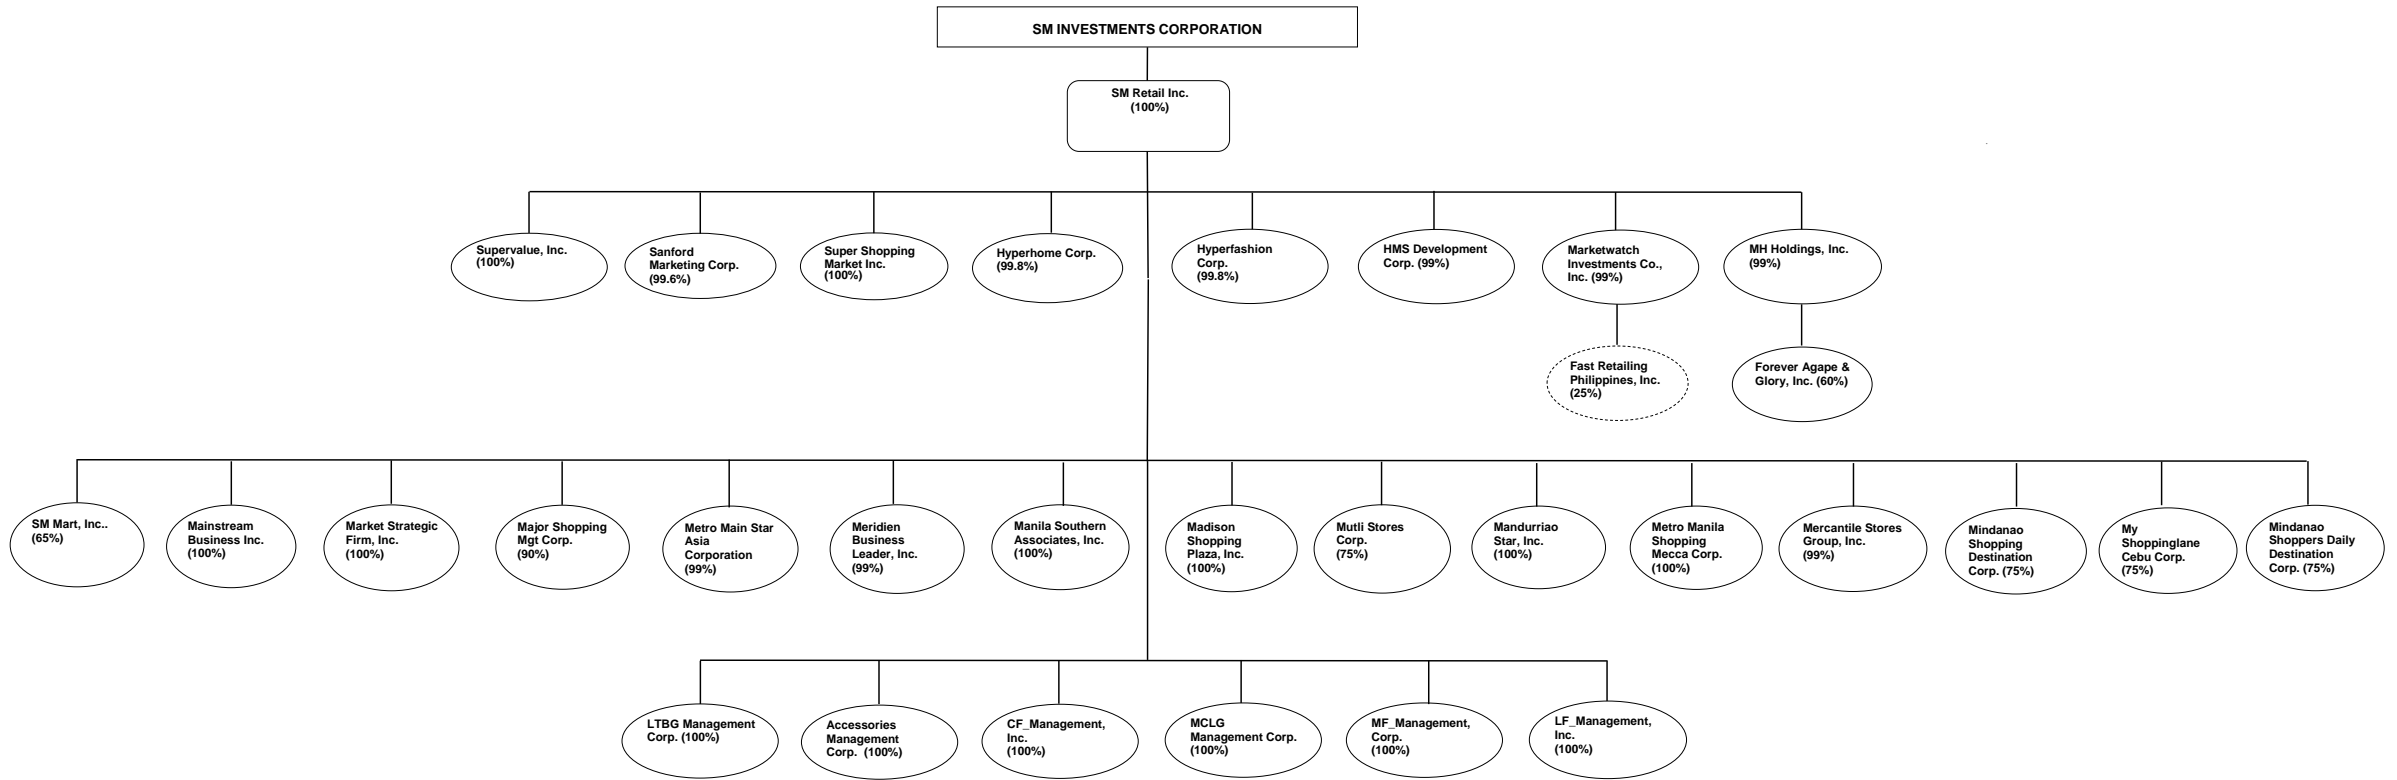 SM INVESTMENTS CORPORATION
SM Retail Inc.
(100%)
Supervalue, Inc.
(100%)
Sanford
Marketing Corp.
(99.6%)
Super Shopping
Market Inc.
(100%)
Hyperhome Corp.
(99.8%)
Hyperfashion
Corp.
(99.8%)
HMS Development
Corp. (99%)
Marketwatch
Investments Co.,
Inc. (99%)
MH Holdings, Inc.
(99%)
Fast Retailing
Philippines, Inc.
(25%)
Forever Agape &
Glory, Inc. (60%)
SM Mart, Inc..
(65%)
Mainstream
Business Inc.
(100%)
Market Strategic
Firm, Inc.
(100%)
Major Shopping
Mgt Corp.
(90%)
Metro Main Star
Asia
Corporation
(99%)
Meridien
Business
Leader, Inc.
(99%)
Manila Southern
Associates, Inc.
(100%)
Madison
Shopping
Plaza, Inc.
(100%)
Mutli Stores
Corp.
(75%)
Mandurriao
Star, Inc.
(100%)
Metro Manila
Shopping
Mecca Corp.
(100%)
Mercantile Stores
Group, Inc.
(99%)
Mindanao
Shopping
Destination
Corp. (75%)
My
Shoppinglane
Cebu Corp.
(75%)
Mindanao
Shoppers Daily
Destination
Corp. (75%)
LTBG Management
Corp. (100%)
Accessories
Management
Corp. (100%)
CF_Management,
Inc.
(100%)
MCLG
Management Corp.
(100%)
MF_Management,
Corp.
(100%)
LF_Management,
Inc.
(100%)